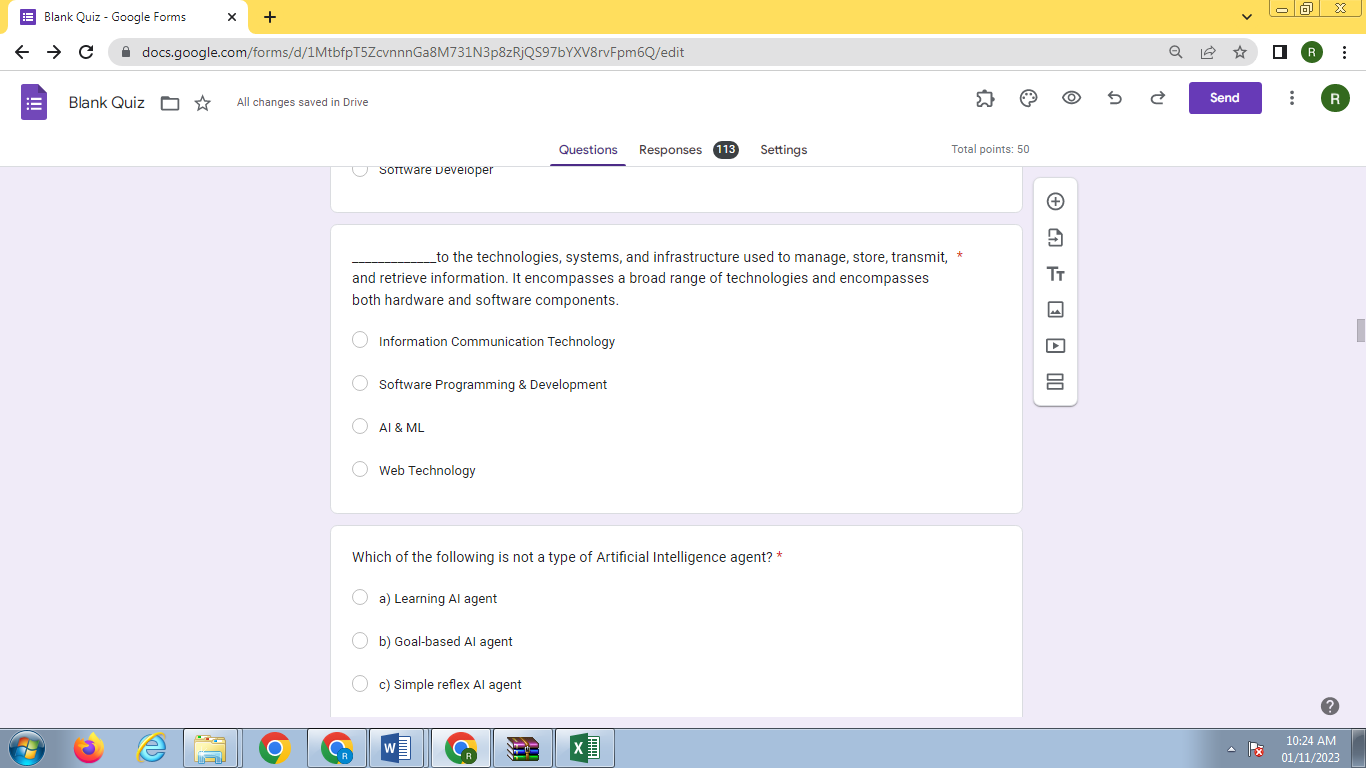 Blank Quiz - Google Forms
docs.google.com/forms/d/1MtbfpT5ZcvnnnGa8M731N3p8zRjQS97bYXV8rvFpm6Q/edit
R
Blank Quiz
All changes saved in Drive
Send
R
Questions
Responses 113
Settings
Total points: 50
Software Developer
_____________to the technologies, systems, and infrastructure used to manage, store, transmit, *
and retrieve information. It encompasses a broad range of technologies and encompasses
both hardware and software components.
Information Communication Technology
Software Programming & Development
AI & ML
Web Technology
Which of the following is not a type of Artificial Intelligence agent? *
a) Learning AI agent
b) Goal-based AI agent
c) Simple reflex AI agent
10:24 AM
01/11/2023